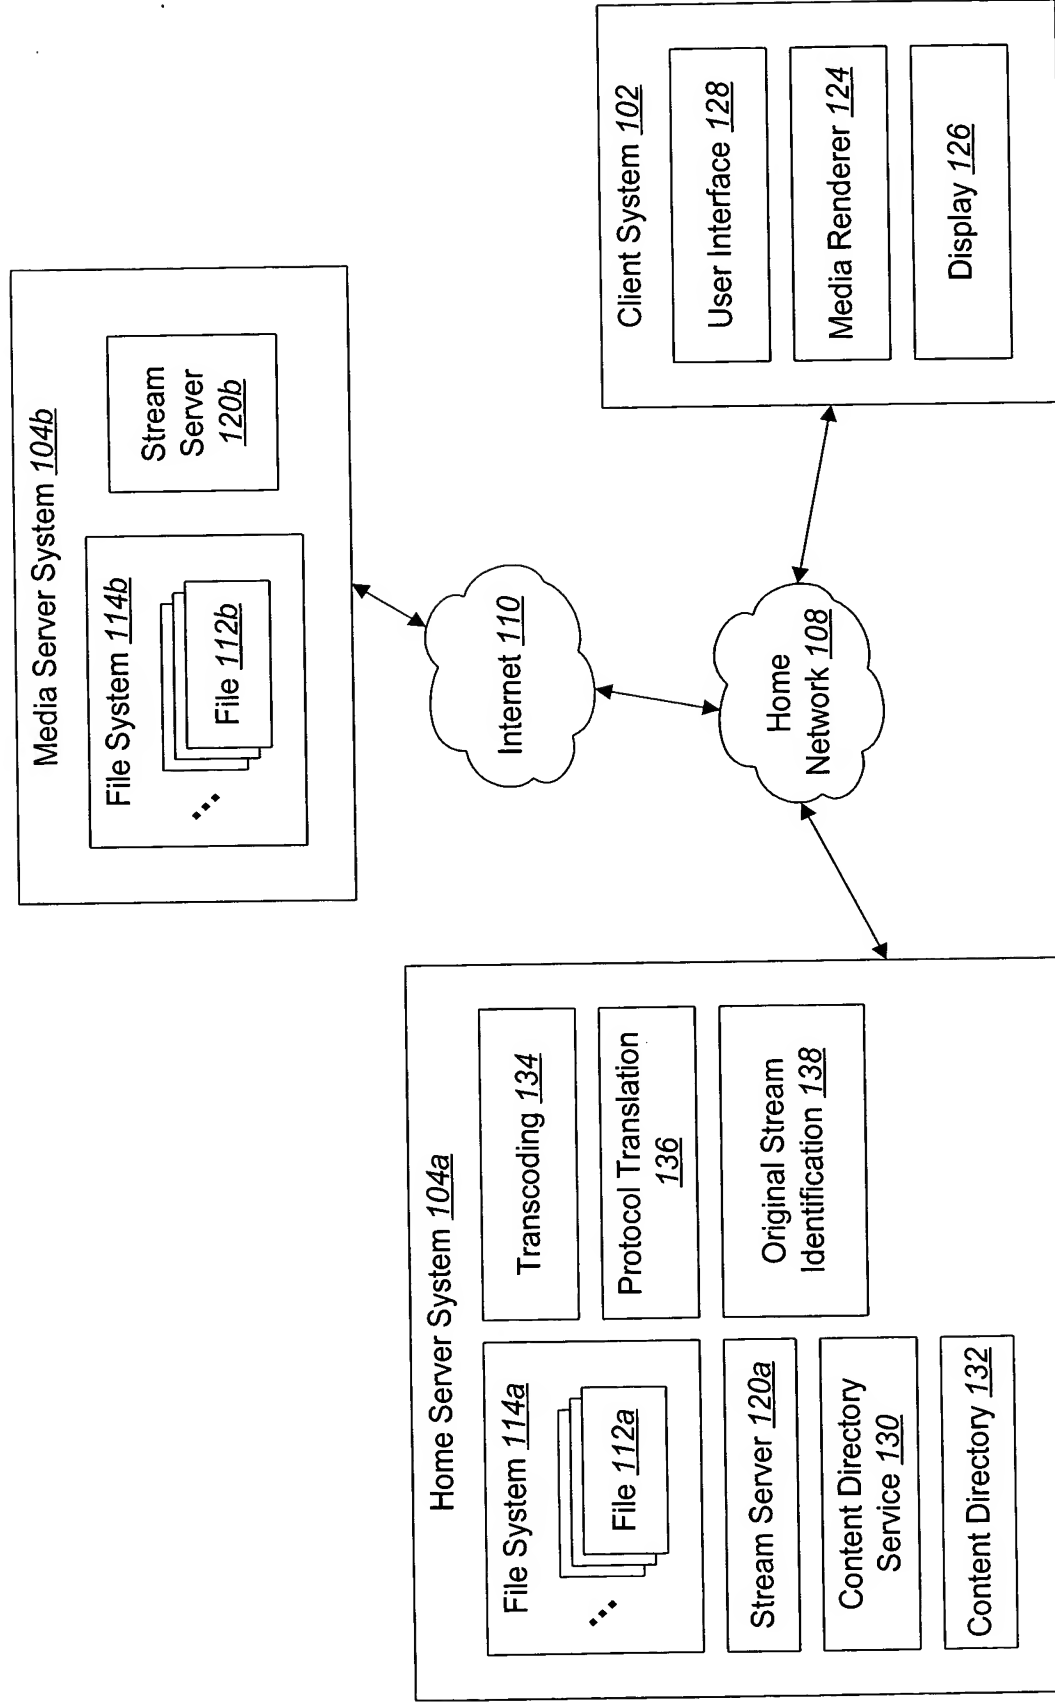 Media Server System 104b
File System 114b
File 112b
...
Stream
Server
120b
Internet 110
Home
Network 108
Home Server System 104a
File System 114a
File 112a
...
Stream Server 120a
Content Directory
Service 130
Content Directory 132
Transcoding 134
Protocol Translation
136
Original Stream
Identification 138
Client System 102
User Interface 128
Media Renderer 124
Display 126